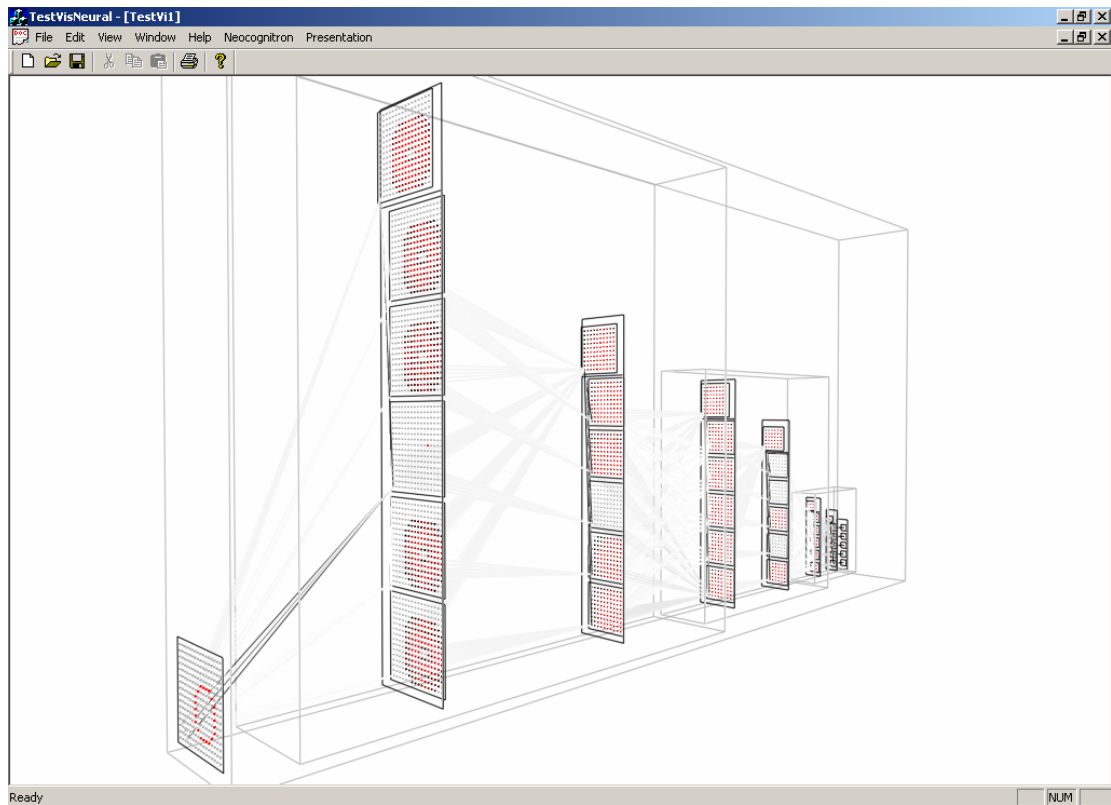 TestVisNeural - [TestVi1]
File Edit View Window Help Neocognitron Presentation
Ready
NUM